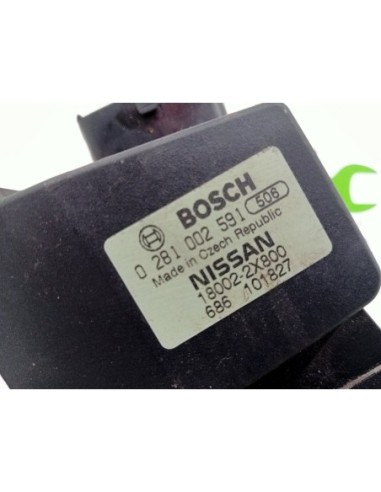 BOSCH
0 281 002 591 506
Made in Czech Republic
NISSAN
18002-2X800
686 101827